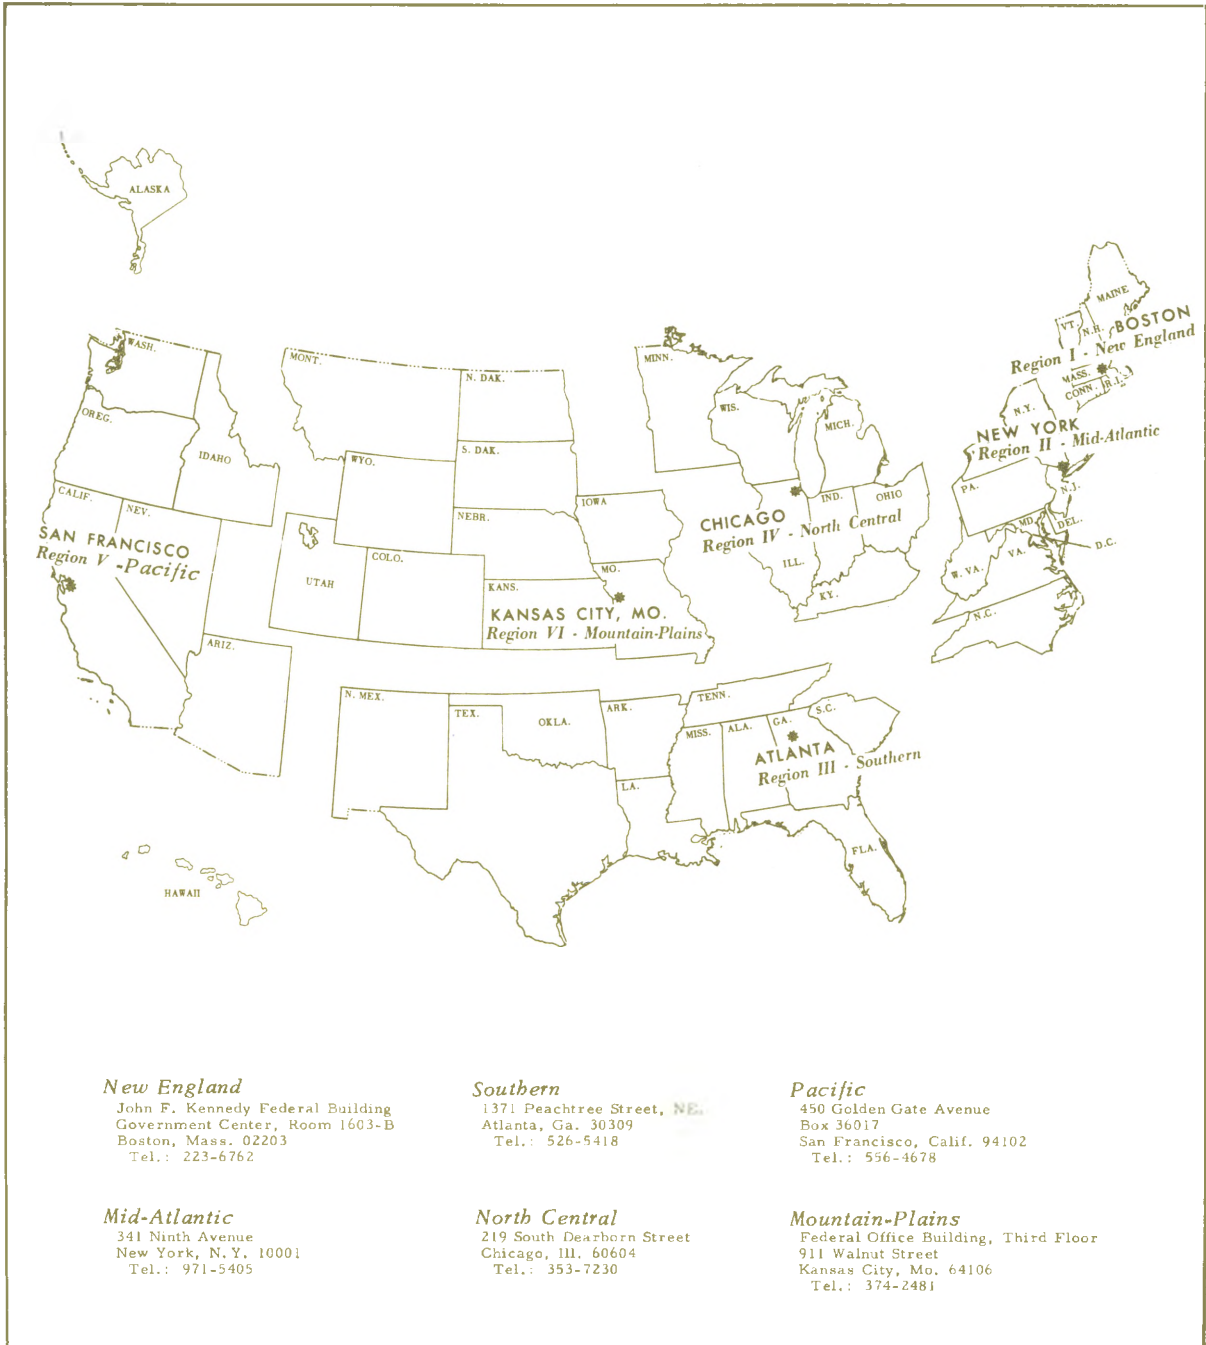 ALASKA
MAINE
VT.
N.H.
BOSTON
Region I - New England
MASS.
CONN.
R.I.
WASH.
MONT.
N. DAK.
MINN.
OREG.
IDAHO
WYO.
S. DAK.
WIS.
MICH.
N.Y.
NEW YORK
Region II - Mid-Atlantic
CALIF.
NEV.
NEBR.
IOWA
IND.
OHIO
PA.
N.J.
SAN FRANCISCO
Region V -Pacific
CHICAGO
Region IV - North Central
MD.
DEL.
D.C.
UTAH
COLO.
KANS.
MO.
ILL.
KY.
W. VA.
VA.
N.C.
KANSAS CITY, MO.
Region VI - Mountain-Plains
ARIZ.
N. MEX.
TEX.
OKLA.
ARK.
TENN.
MISS.
ALA.
GA.
S.C.
ATLANTA
Region III - Southern
LA.
FLA.
HAWAII
New England
John F. Kennedy Federal Building
Government Center, Room 1603-B
Boston, Mass. 02203
Tel.: 223-6762
Southern
1371 Peachtree Street, NE.
Atlanta, Ga. 30309
Tel.: 526-5418
Pacific
450 Golden Gate Avenue
Box 36017
San Francisco, Calif. 94102
Tel.: 556-4678
Mid-Atlantic
341 Ninth Avenue
New York, N.Y. 10001
Tel.: 971-5405
North Central
219 South Dearborn Street
Chicago, Ill. 60604
Tel.: 353-7230
Mountain-Plains
Federal Office Building, Third Floor
911 Walnut Street
Kansas City, Mo. 64106
Tel.: 374-2481